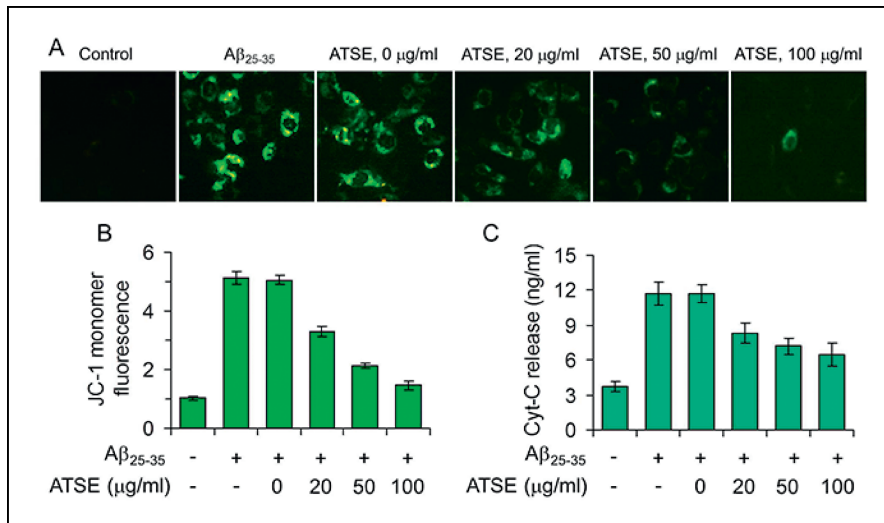 A
Control Aβ25-35 ATSE, 0 μg/ml ATSE, 20 μg/ml ATSE, 50 μg/ml ATSE, 100 μg/ml
B
6
4
2
0
JC-1 monomer
fluorescence
Aβ25-35 - + + + + +
ATSE (μg/ml) - - 0 20 50 100
C
15
12
9
6
3
0
Cyt-C release (ng/ml)
Aβ25-35 - + + + + +
ATSE (μg/ml) - - 0 20 50 100